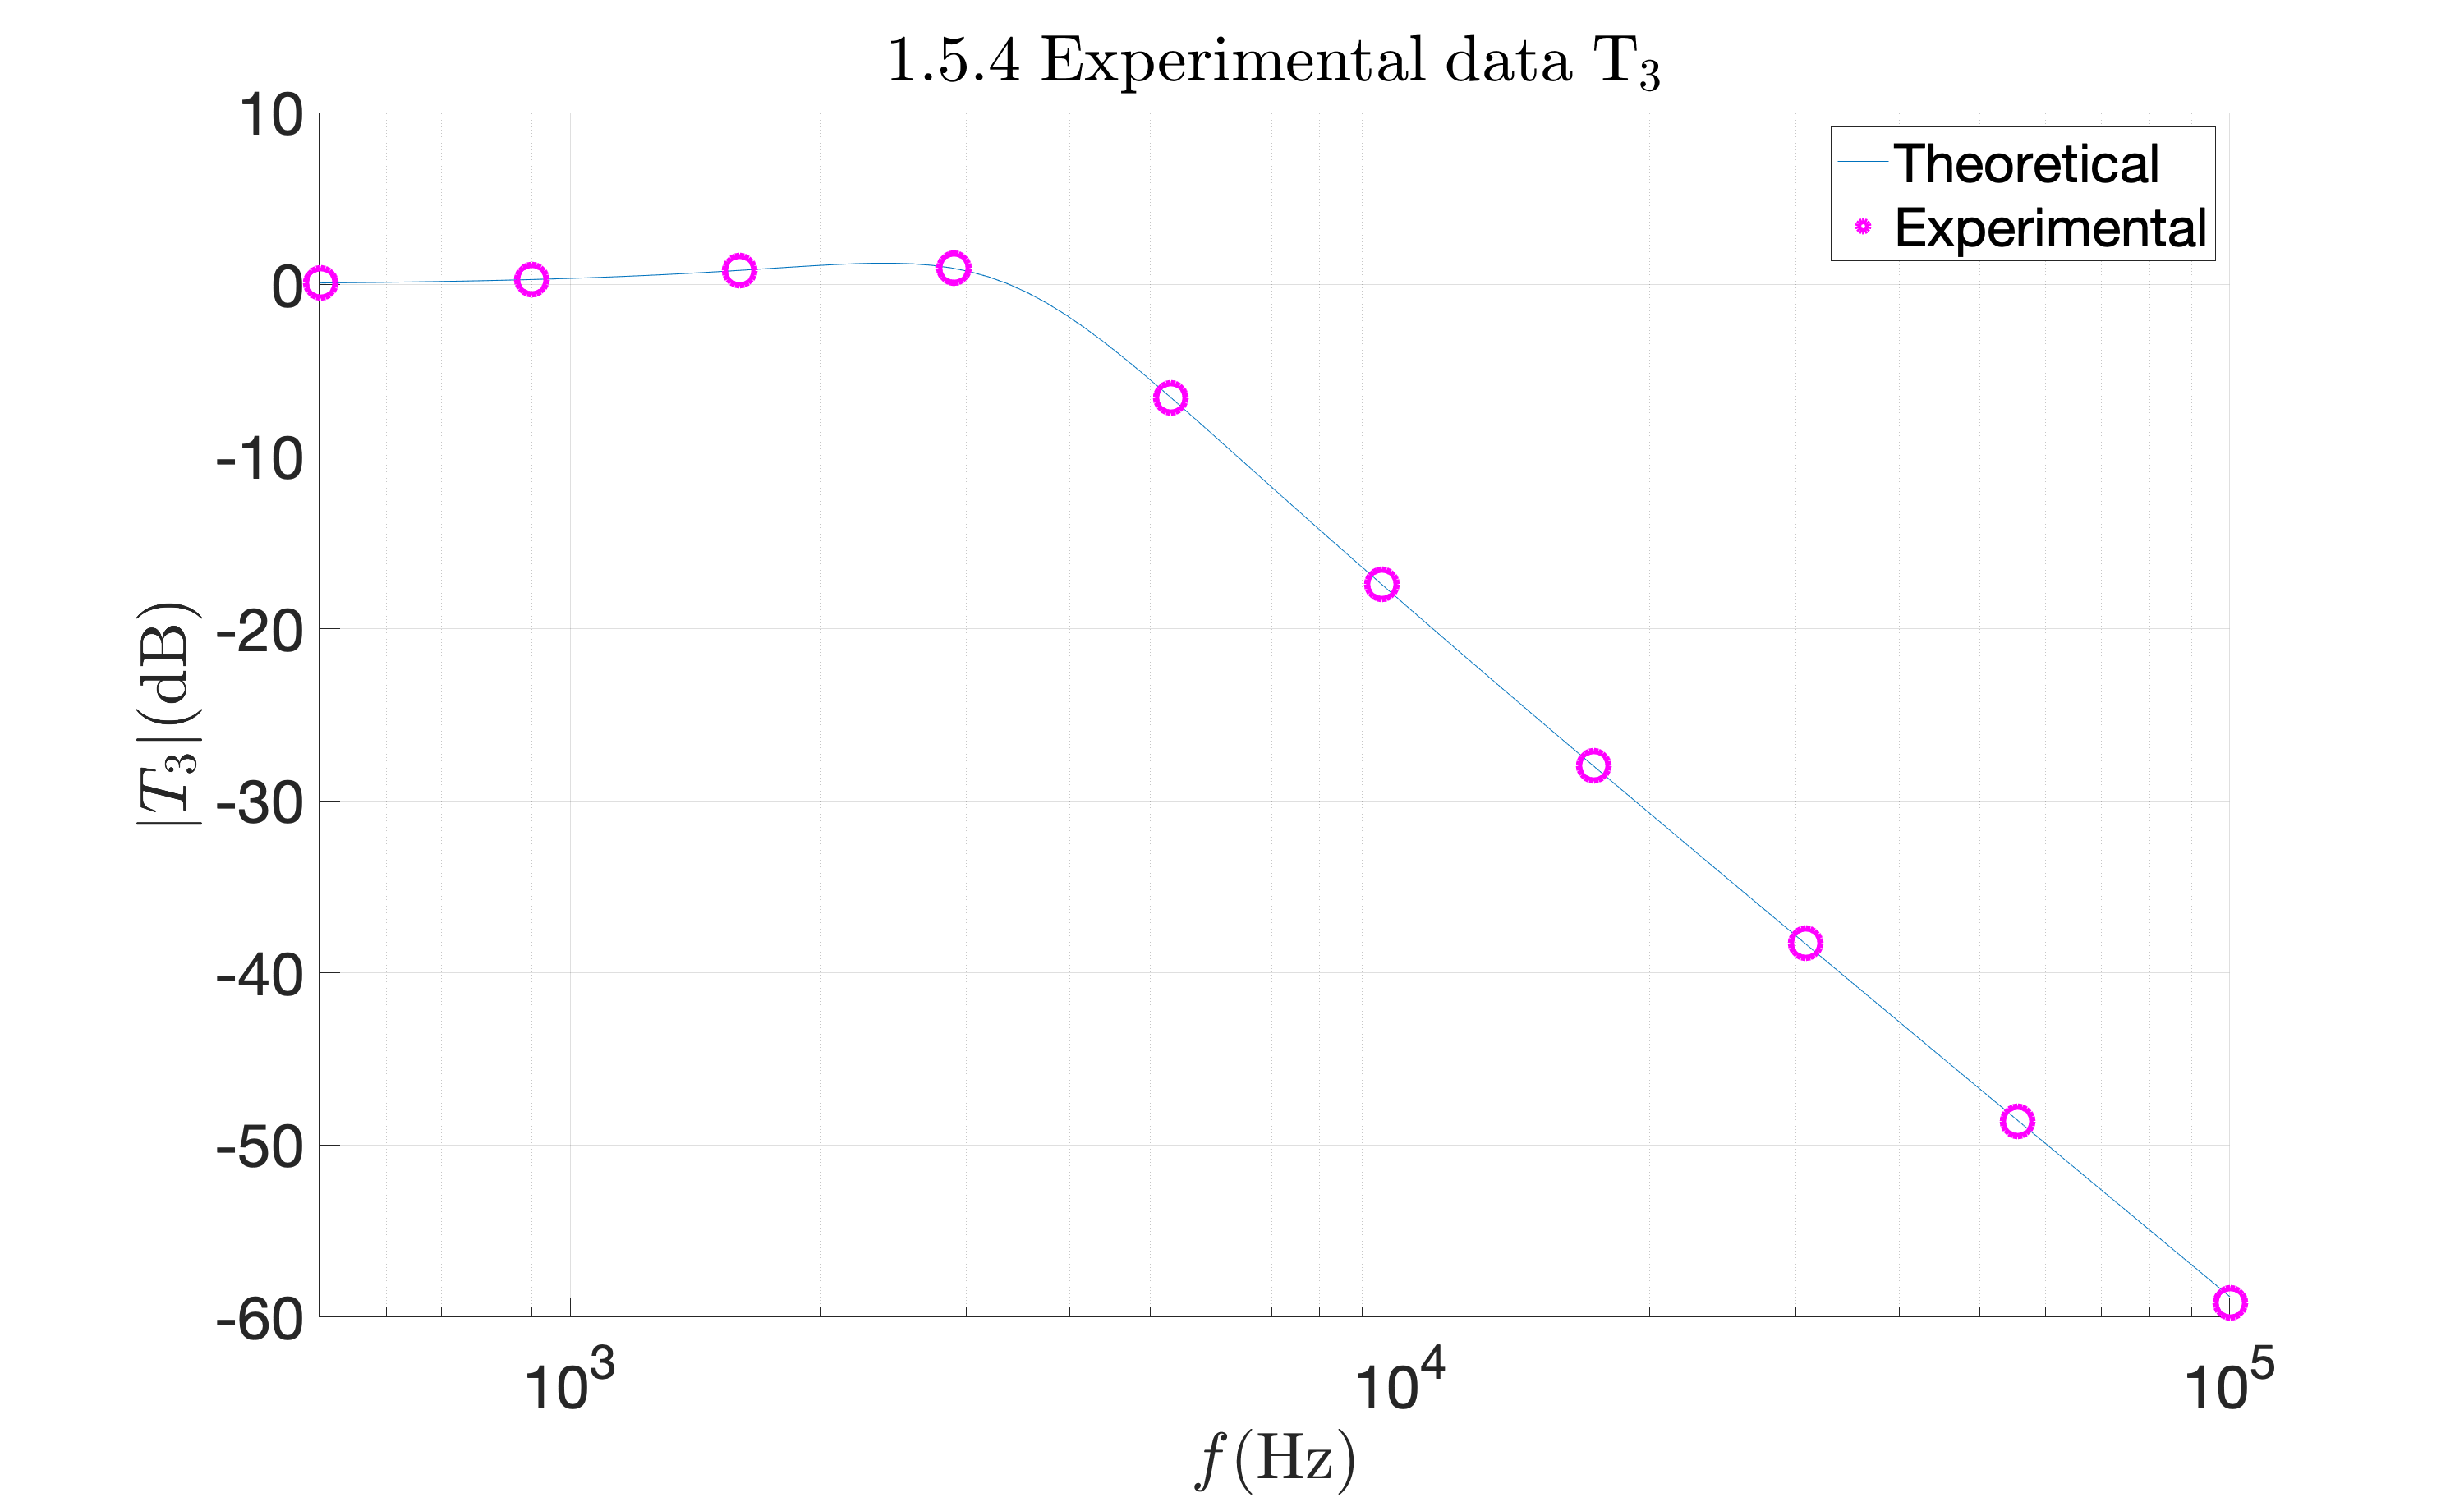 1.5.4 Experimental data T₃
10
0
-10
-20
-30
-40
-50
-60
|T₃|(dB)
10³
10⁴
10⁵
f(Hz)
Theoretical
Experimental